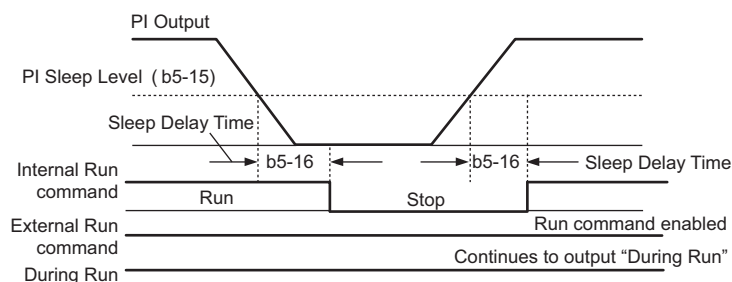 PI Output
PI Sleep Level ( b5-15)
Sleep Delay Time
b5-16
b5-16
Sleep Delay Time
Internal Run
command
Run
Stop
Run command enabled
External Run
command
Continues to output “During Run”
During Run